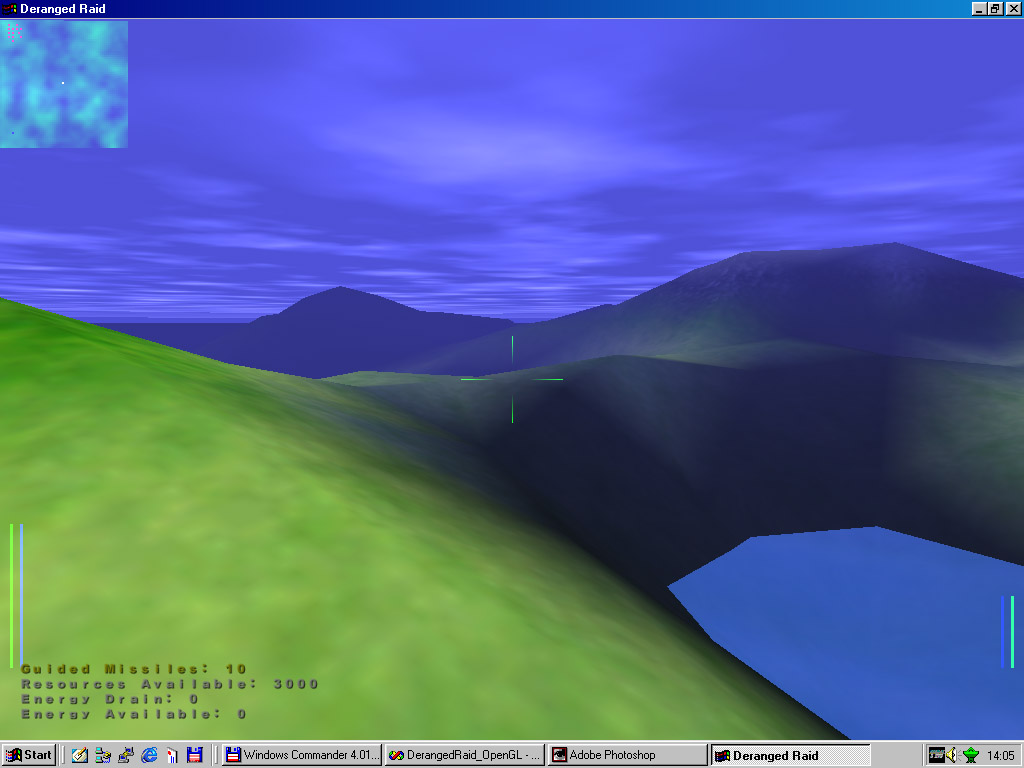 Deranged Raid
Guided Missiles: 10
Resources Available: 3000
Energy Drain: 0
Energy Available: 0
Start
Windows Commander 4.01...
DerangedRaid_OpenGL - ...
Adobe Photoshop
Deranged Raid
14:05